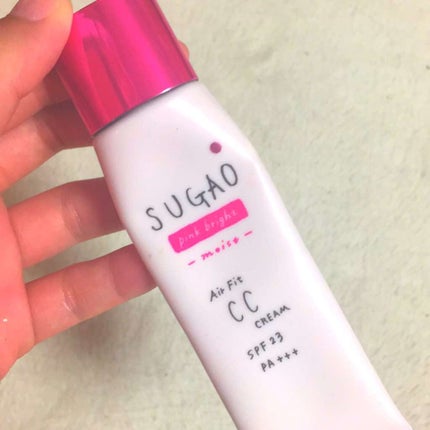 SUGAO
pink bright
- moist -
Air Fit
CC
CREAM
SPF 23
PA +++